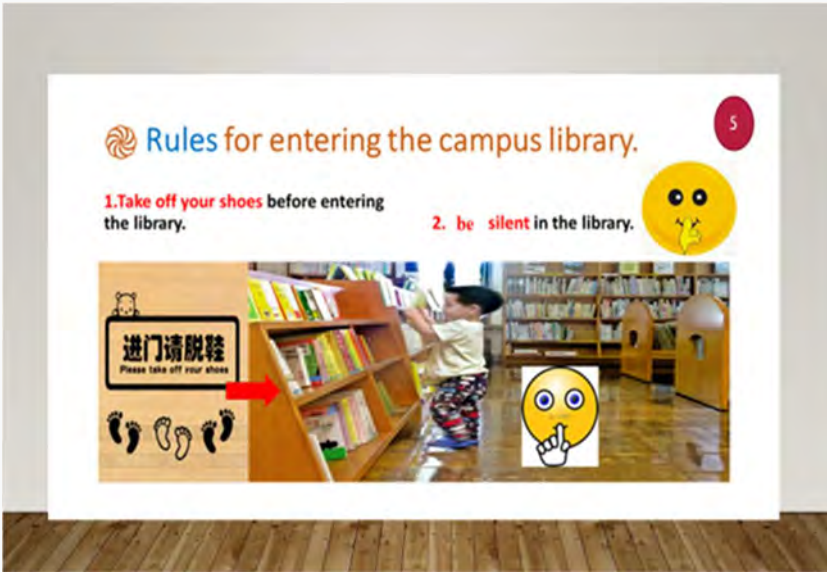 Rules for entering the campus library.
5
1.Take off your shoes before entering
the library.
2. be silent in the library.
进门请脱鞋
Please take off your shoes